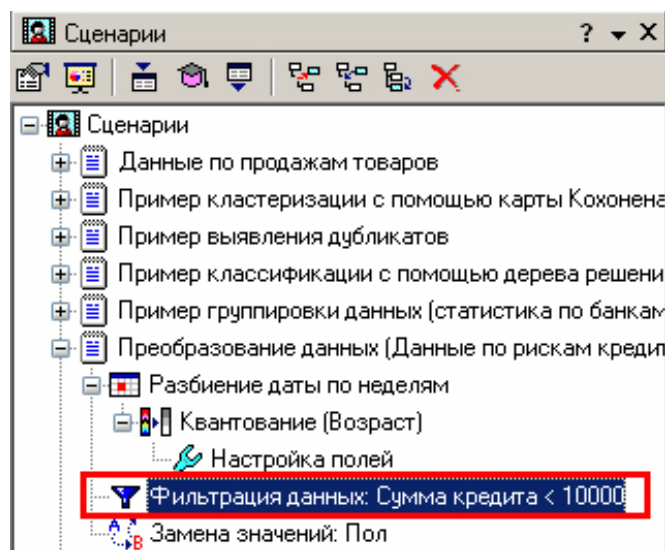 Сценарии
Сценарии
Данные по продажам товаров
Пример кластеризации с помощью карты Кохонена
Пример выявления дубликатов
Пример классификации с помощью дерева решени
Пример группировки данных (статистика по банкам
Преобразование данных (Данные по рискам кредит
Разбиение даты по неделям
Квантование (Возраст)
Настройка полей
Фильтрация данных: Сумма кредита < 10000
Замена значений: Пол